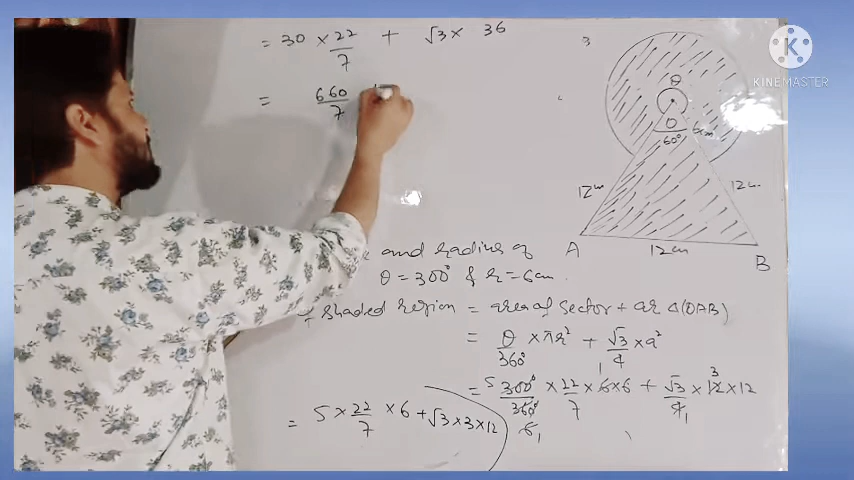 = 30 × 22/7 + √3 × 36
= 660/7
KINEMASTER
θ
O
60°
6cm
12cm
12cm
12cm
A
B
and radius of
θ = 300° & r = 6cm.
shaded region = area of sector + ar Δ(OAB)
= θ/360° × πr² + √3/4 × a²
= 300°/360° × 22/7 × 6 × 6 + √3/4 × 12 × 12
= 5 × 22/7 × 6 + √3 × 3 × 12